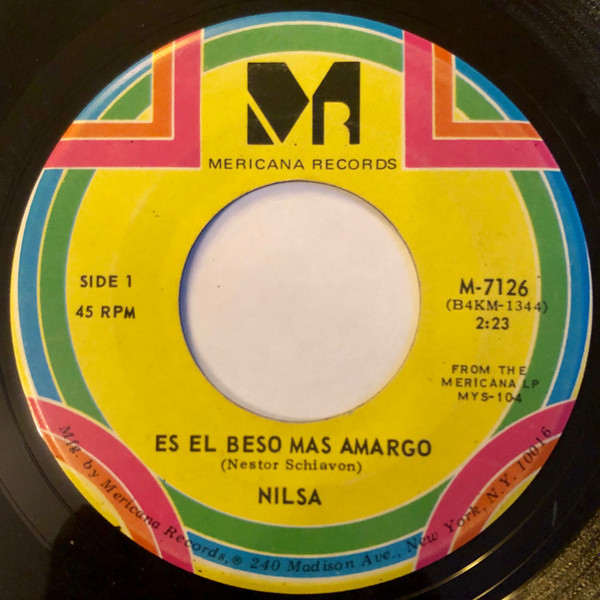 MR
MERICANA RECORDS
SIDE 1
45 RPM
M-7126
(B4KM-1344)
2:23
FROM THE
MERICANA LP
MYS-104
ES EL BESO MAS AMARGO
(Nestor Schiavon)
NILSA
Mfg. by Mericana Records,® 240 Madison Ave., New York, N.Y. 10016